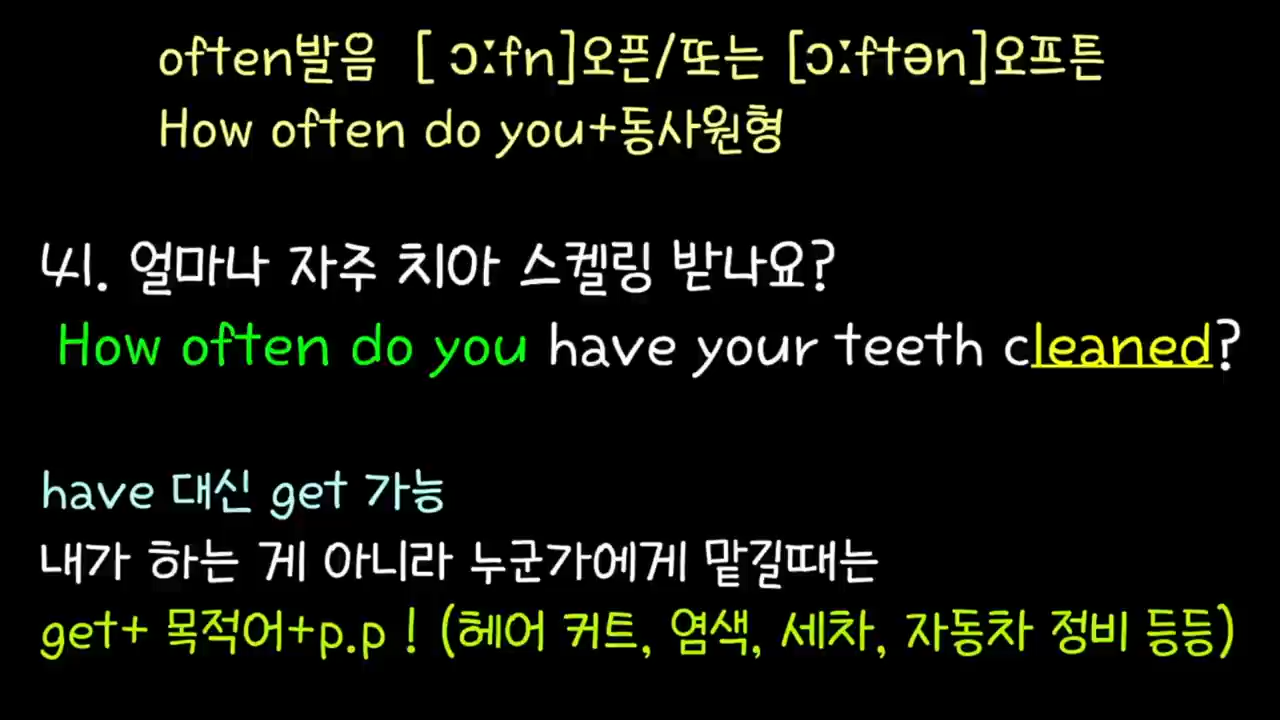 often발음 [ ɔːfn]오픈/또는 [ɔːftən]오프튼
How often do you+동사원형
41. 얼마나 자주 치아 스켈링 받나요?
How often do you have your teeth cleaned?
have 대신 get 가능
내가 하는 게 아니라 누군가에게 맡길때는
get+ 목적어+p.p ! (헤어 커트, 염색, 세차, 자동차 정비 등등)